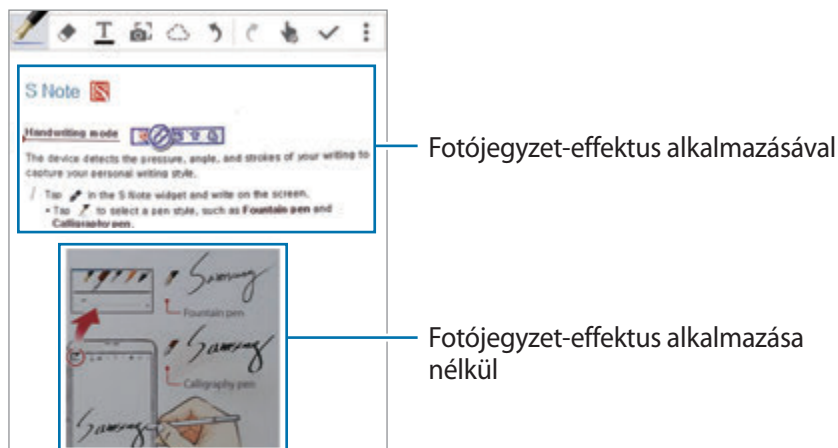 S Note
Handwriting mode
The device detects the pressure, angle, and strokes of your writing to
capture your personal writing style.
Tap in the S Note widget and write on the screen.
• Tap to select a pen style, such as Fountain pen and
Calligraphy pen.
Fotójegyzet-effektus alkalmazásával
Samsung
Fountain pen
Samsung
Calligraphy pen
Samsung
Fotójegyzet-effektus alkalmazása
nélkül